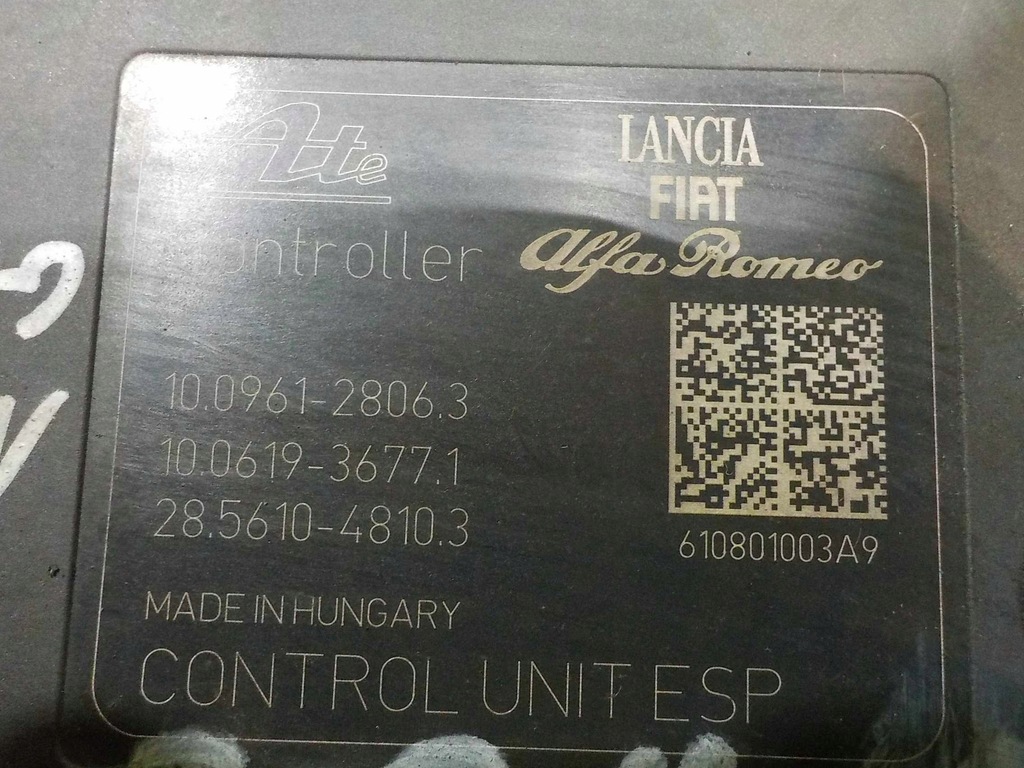 Ate
Controller
LANCIA
FIAT
Alfa Romeo
10.0961-2806.3
10.0619-3677.1
28.5610-4810.3
610801003A9
MADE IN HUNGARY
CONTROL UNIT ESP